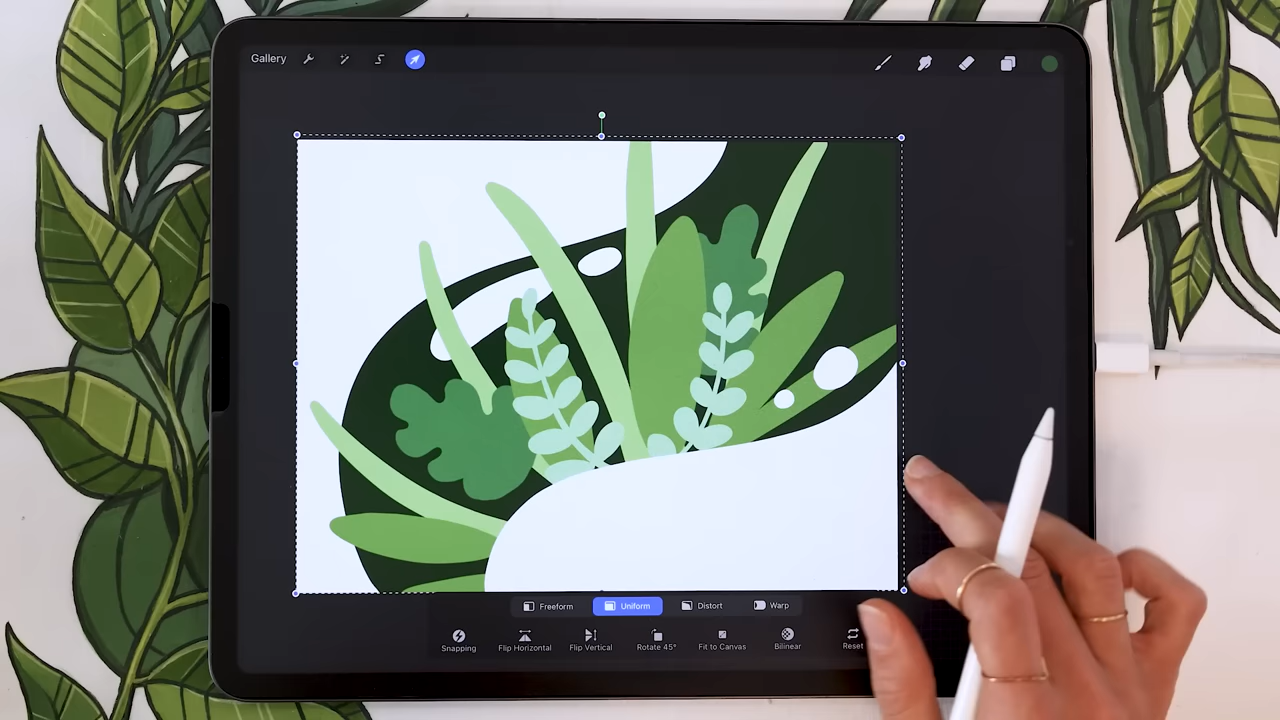 Gallery
Freeform Uniform Distort Warp
Snapping Flip Horizontal Flip Vertical Rotate 45° Fit to Canvas Bilinear Reset